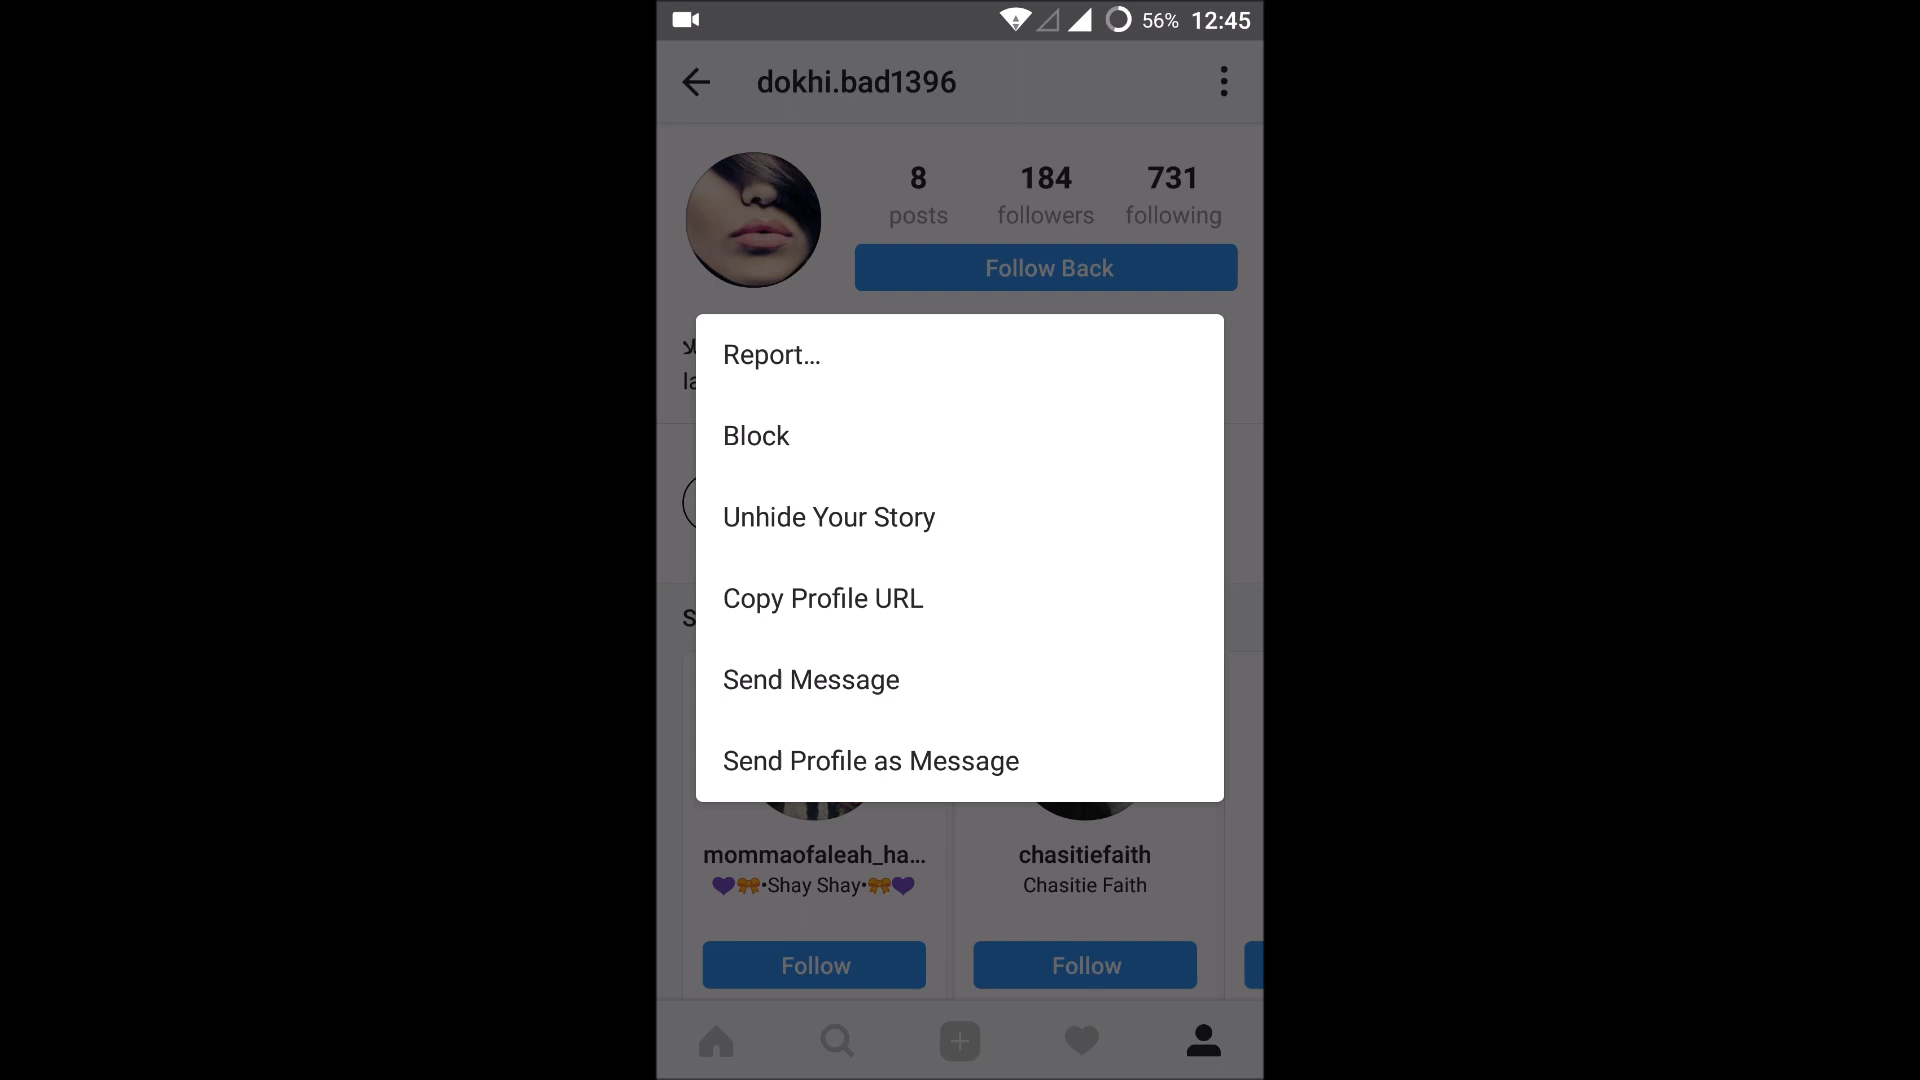 56% 12:45
dokhi.bad1396
8 184 731
posts followers following
Follow Back
Report...
Block
Unhide Your Story
Copy Profile URL
Send Message
Send Profile as Message
mommaofaleah_ha...
💜🎀•Shay Shay•🎀💜
chasitiefaith
Chasitie Faith
Follow Follow